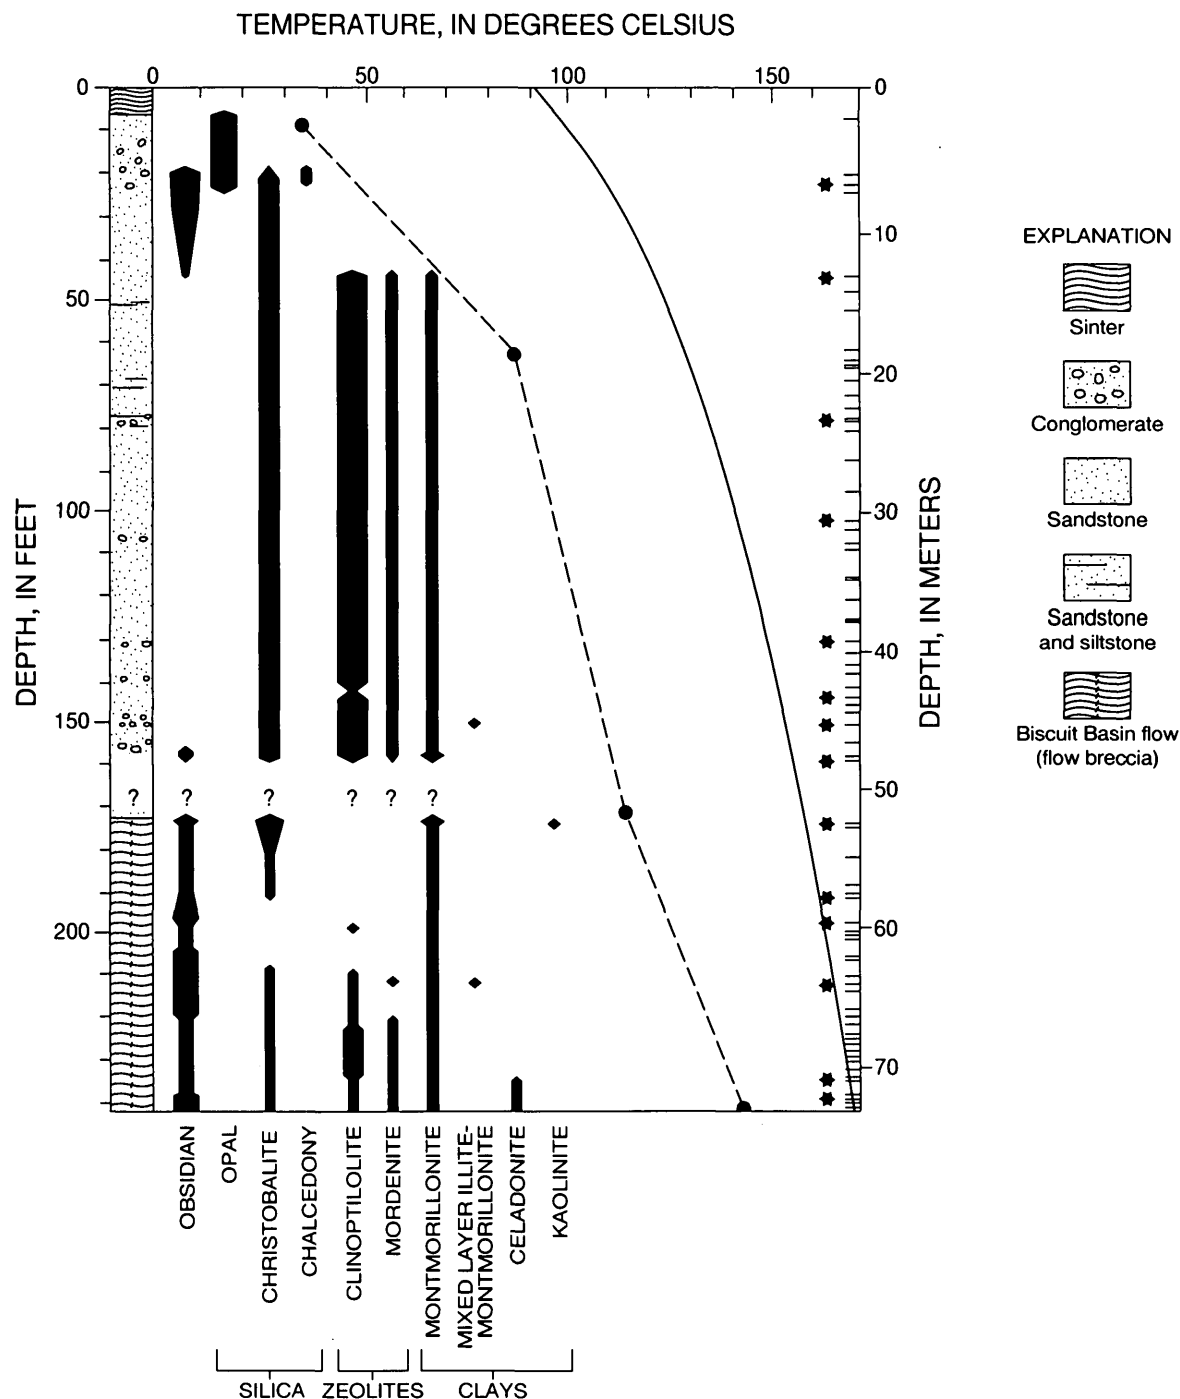 TEMPERATURE, IN DEGREES CELSIUS
0 50 100 150
0 0
10
50
20
100 30
40
150
50
200 60
70
DEPTH, IN FEET
DEPTH, IN METERS
? ? ? ? ? ?
EXPLANATION
Sinter
Conglomerate
Sandstone
Sandstone
and siltstone
Biscuit Basin flow
(flow breccia)
OBSIDIAN
OPAL
CHRISTOBALITE
CHALCEDONY
CLINOPTILOLITE
MORDENITE
MONTMORILLONITE
MIXED LAYER ILLITE-
MONTMORILLONITE
CELADONITE
KAOLINITE
SILICA ZEOLITES CLAYS